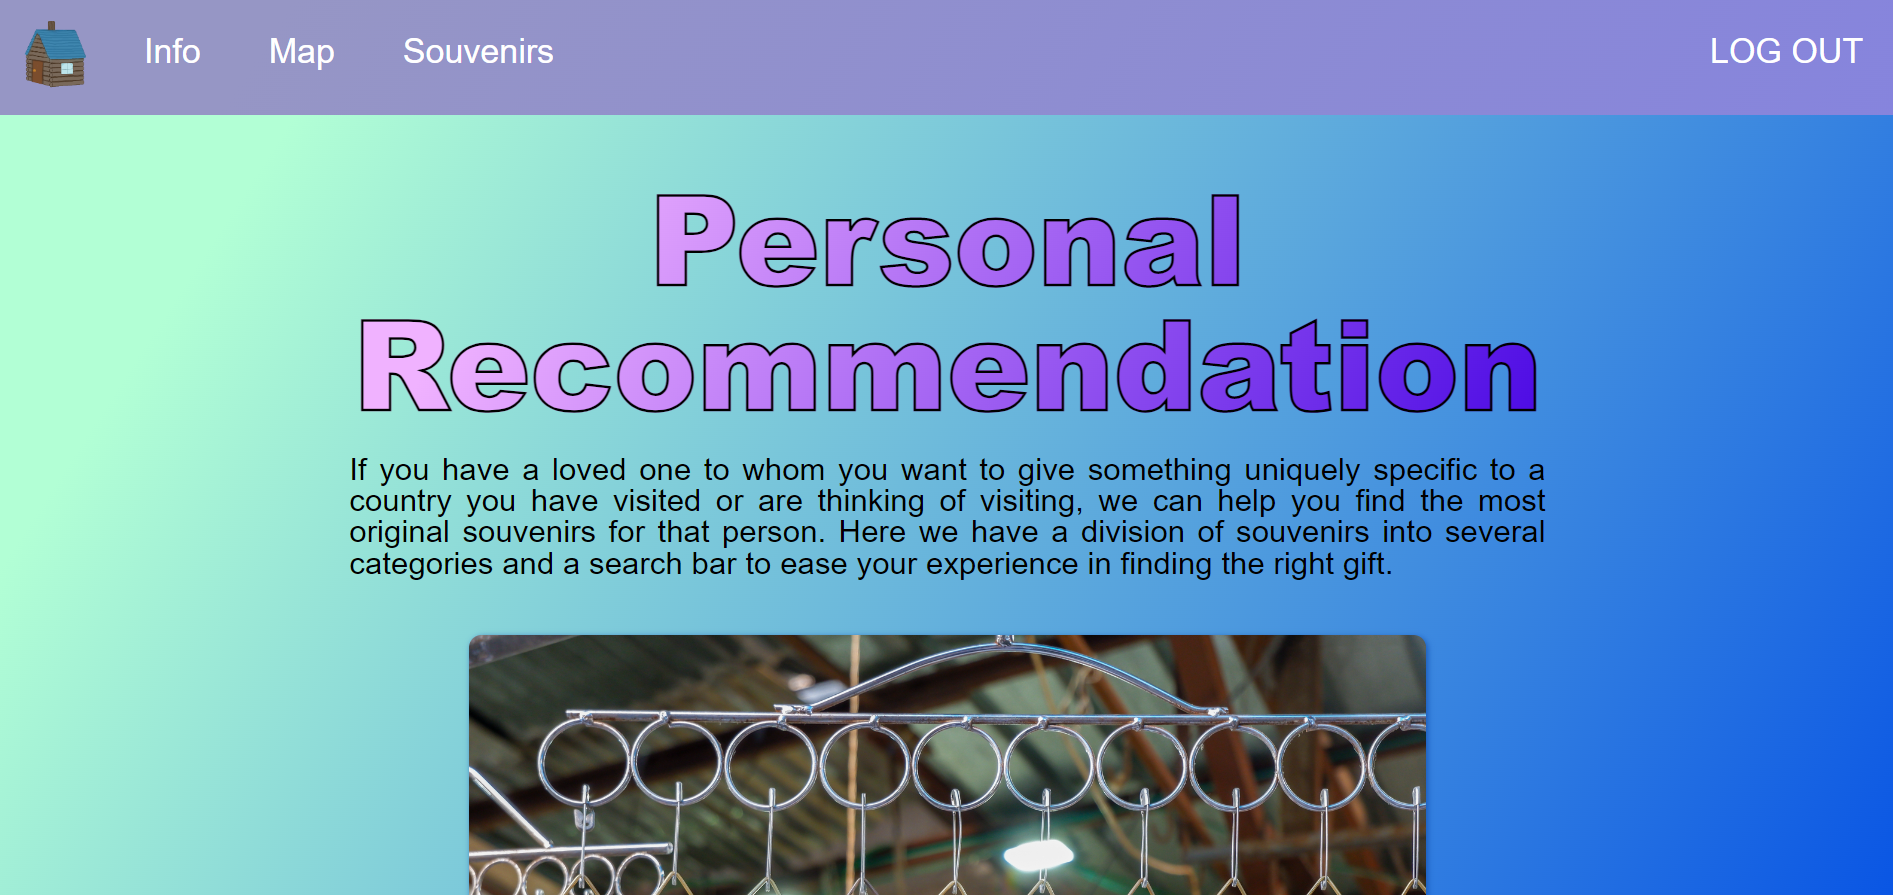 Info
Map
Souvenirs
LOG OUT
Personal
Recommendation
If you have a loved one to whom you want to give something uniquely specific to a
country you have visited or are thinking of visiting, we can help you find the most
original souvenirs for that person. Here we have a division of souvenirs into several
categories and a search bar to ease your experience in finding the right gift.